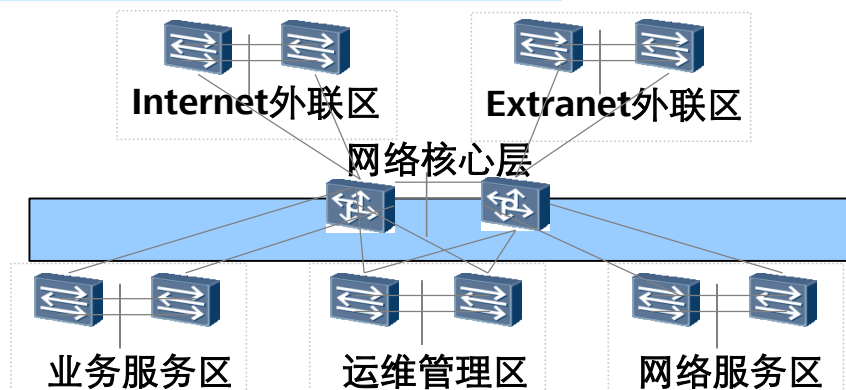 Internet外联区
Extranet外联区
网络核心层
业务服务区
运维管理区
网络服务区